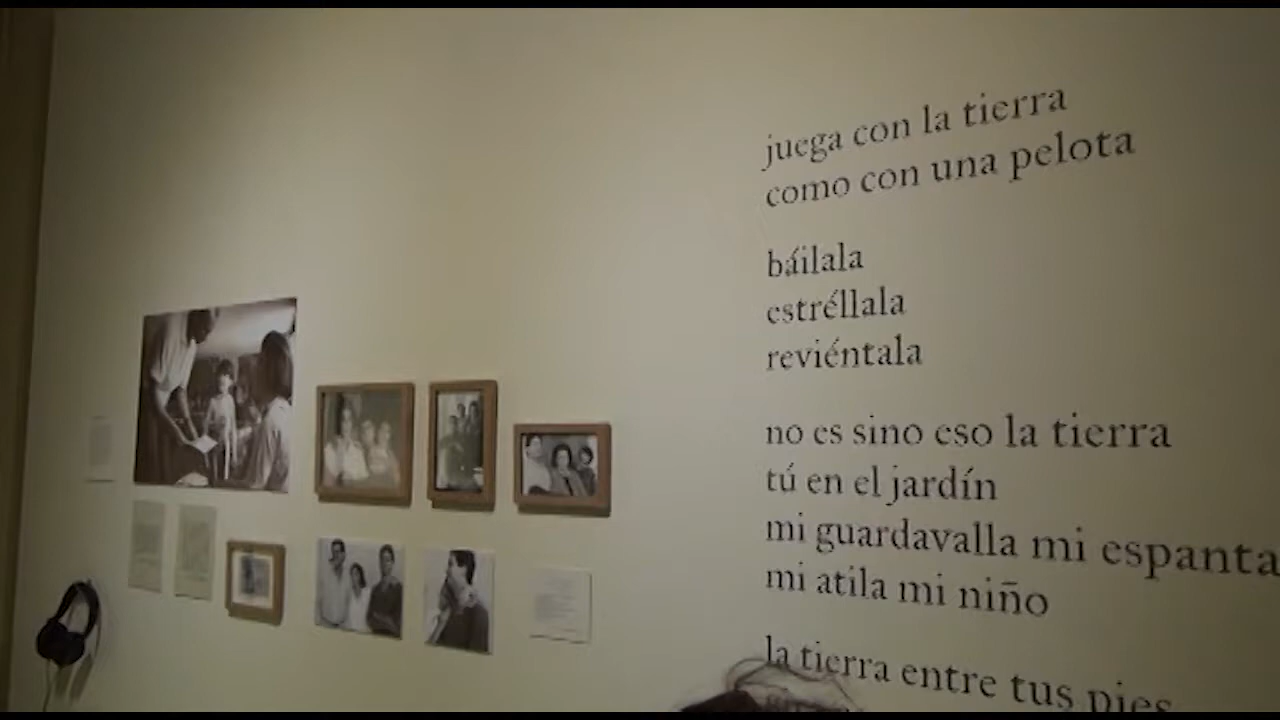 juega con la tierra
como con una pelota
báilala
estréllala
reviéntala
no es sino eso la tierra
tú en el jardín
mi guardavalla mi espanta
mi atila mi niño
la tierra entre tus pies